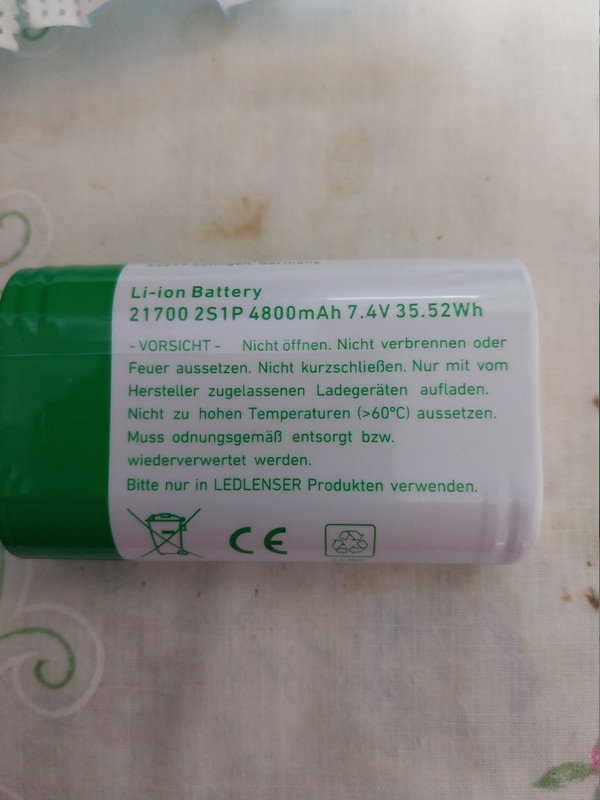 Solingen, Germany
Li-ion Battery
21700 2S1P 4800mAh 7.4V 35.52Wh
- VORSICHT - Nicht öffnen. Nicht verbrennen oder
Feuer aussetzen. Nicht kurzschließen. Nur mit vom
Hersteller zugelassenen Ladegeräten aufladen.
Nicht zu hohen Temperaturen (>60°C) aussetzen.
Muss odnungsgemäß entsorgt bzw.
wiederverwertet werden.
Bitte nur in LEDLENSER Produkten verwenden.
CE